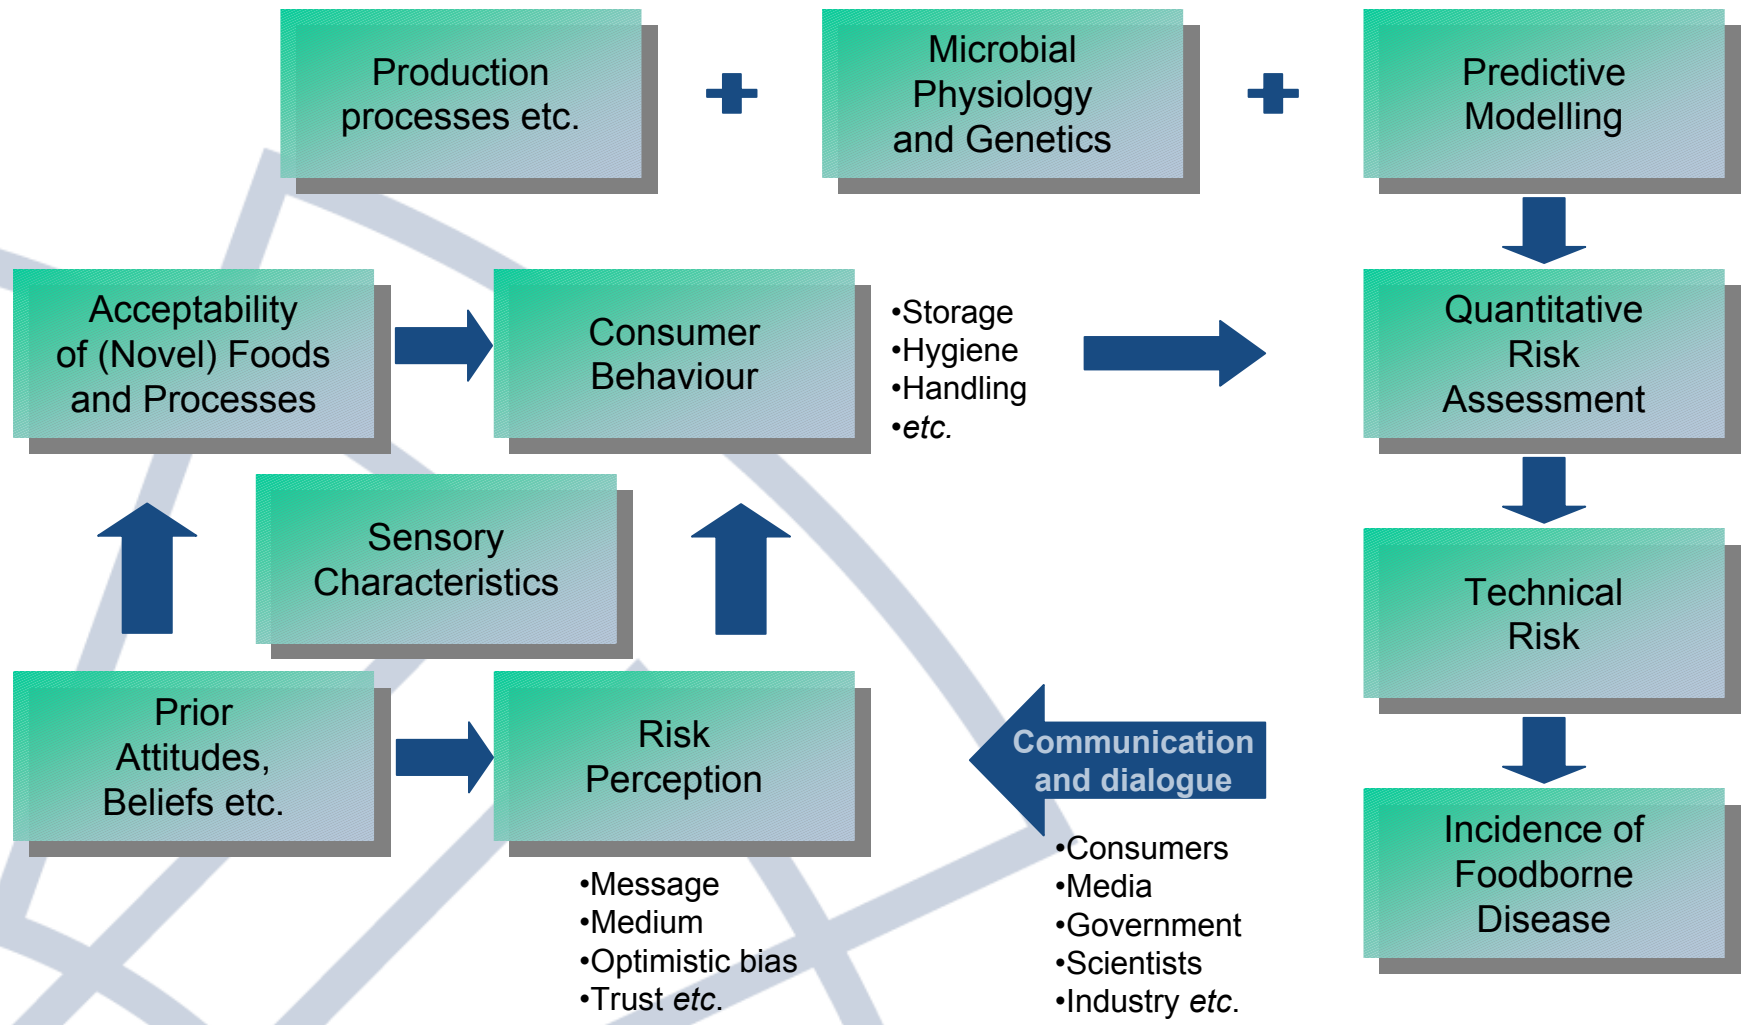 Production
processes etc.
Microbial
Physiology
and Genetics
Predictive
Modelling
Acceptability
of (Novel) Foods
and Processes
Consumer
Behaviour
•Storage
•Hygiene
•Handling
•etc.
Quantitative
Risk
Assessment
Sensory
Characteristics
Technical
Risk
Prior
Attitudes,
Beliefs etc.
Risk
Perception
Communication
and dialogue
•Message
•Medium
•Optimistic bias
•Trust etc.
•Consumers
•Media
•Government
•Scientists
•Industry etc.
Incidence of
Foodborne
Disease